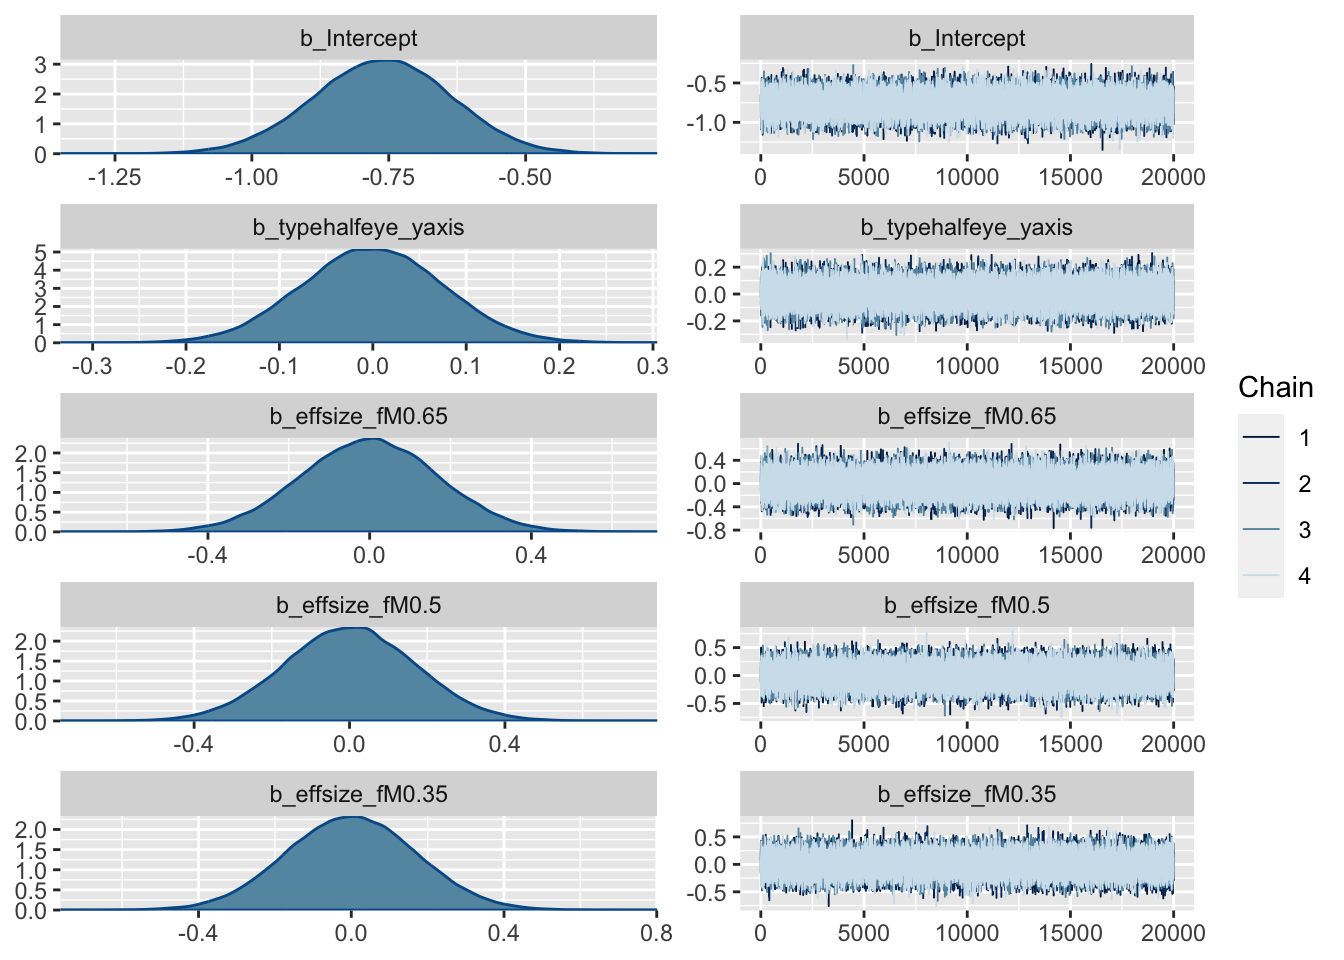 b_Intercept
3
2
1
0
-1.25 -1.00 -0.75 -0.50
b_Intercept
-0.5
-1.0
0 5000 10000 15000 20000
b_typehalfeye_yaxis
5
4
3
2
1
0
-0.3 -0.2 -0.1 0.0 0.1 0.2 0.3
b_typehalfeye_yaxis
0.2
0.0
-0.2
0 5000 10000 15000 20000
b_effsize_fM0.65
2.0
1.5
1.0
0.5
0.0
-0.4 0.0 0.4
b_effsize_fM0.65
0.4
0.0
-0.4
-0.8
0 5000 10000 15000 20000
b_effsize_fM0.5
2.0
1.5
1.0
0.5
0.0
-0.4 0.0 0.4
b_effsize_fM0.5
0.5
0.0
-0.5
0 5000 10000 15000 20000
b_effsize_fM0.35
2.0
1.5
1.0
0.5
0.0
-0.4 0.0 0.4 0.8
b_effsize_fM0.35
0.5
0.0
-0.5
0 5000 10000 15000 20000
Chain
1
2
3
4